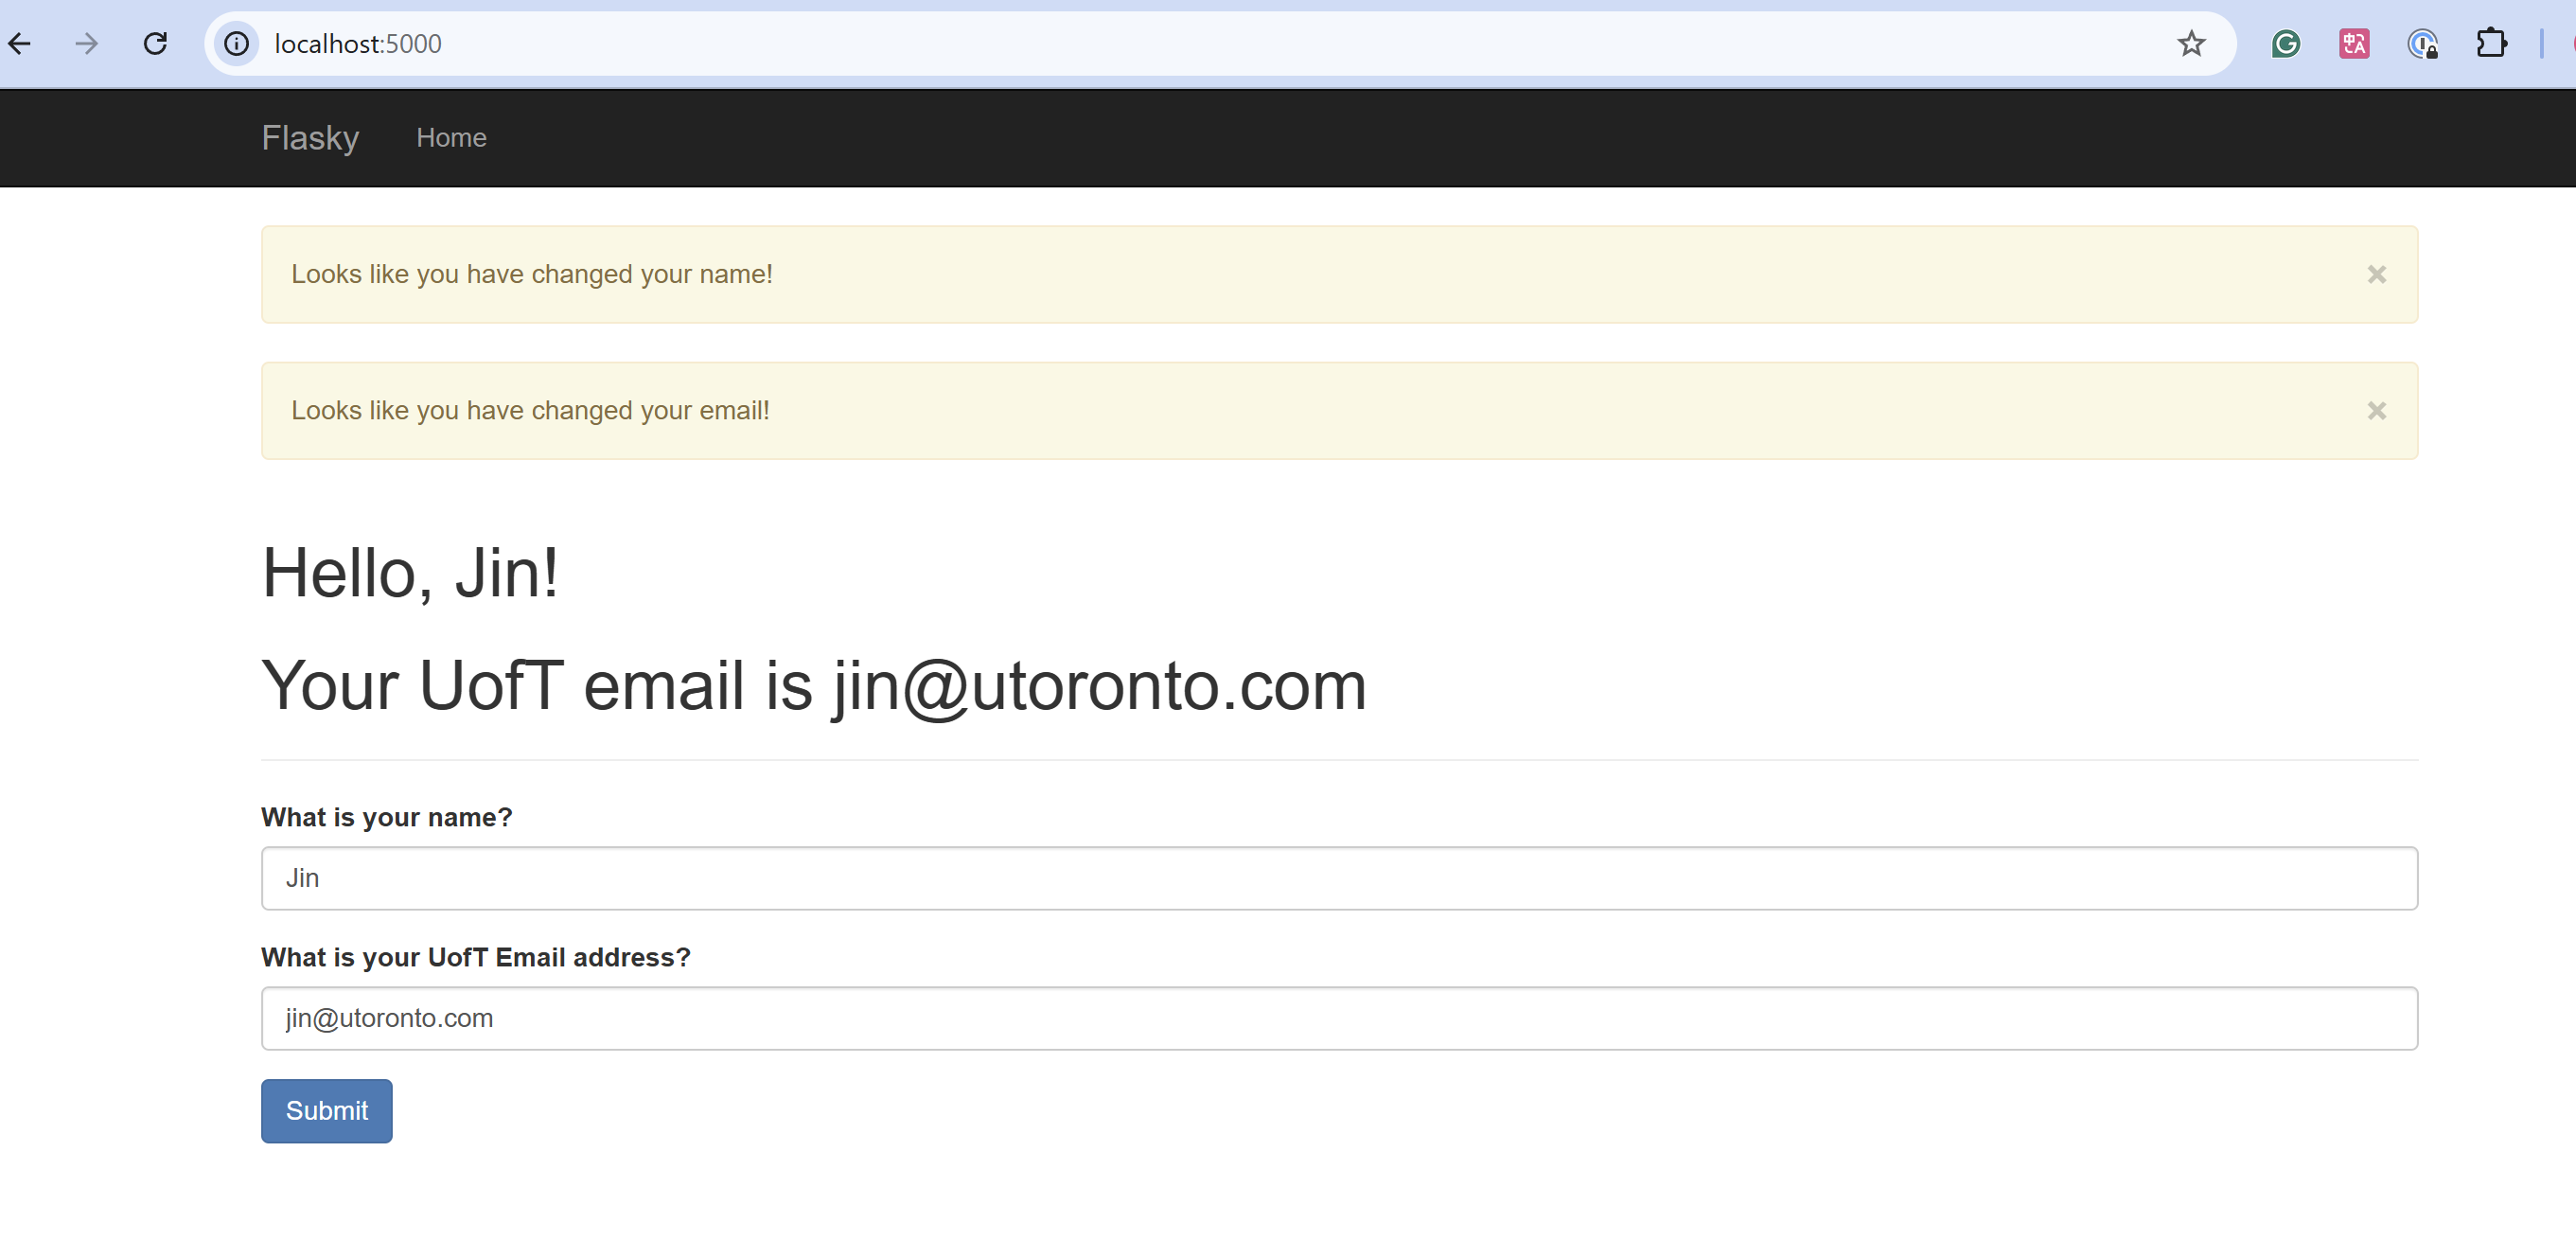 localhost:5000
Flasky Home
Looks like you have changed your name! ×
Looks like you have changed your email! ×
Hello, Jin!
Your UofT email is jin@utoronto.com
What is your name?
Jin
What is your UofT Email address?
jin@utoronto.com
Submit